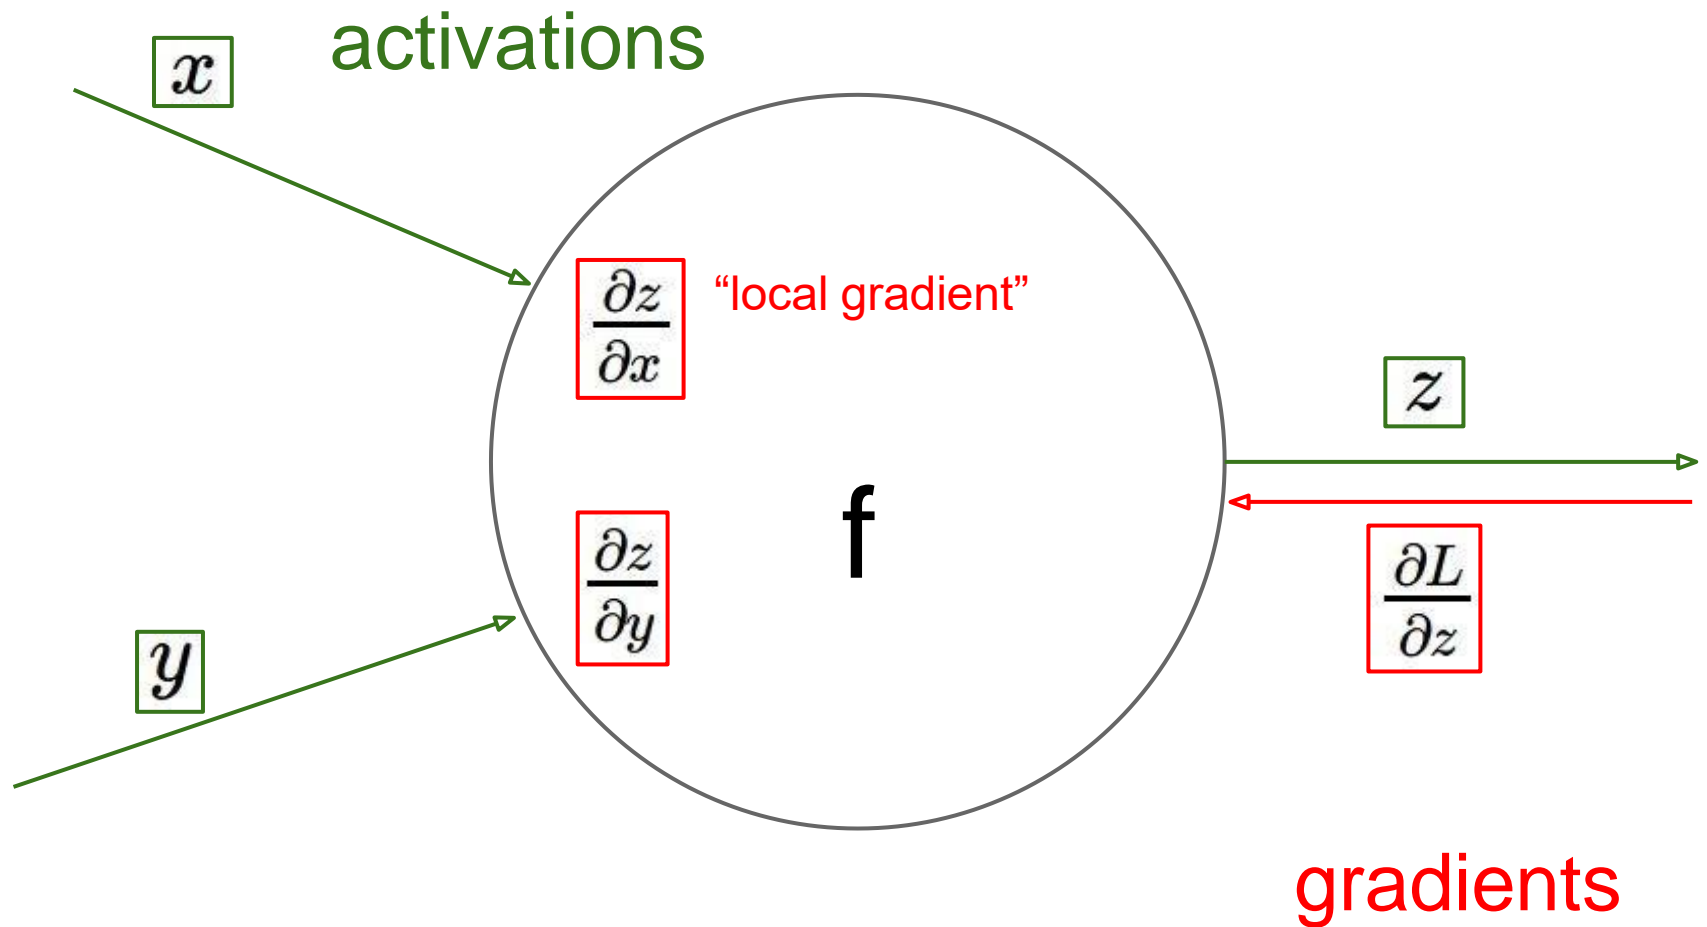 activations
x
∂z/∂x
“local gradient”
z
f
∂z/∂y
∂L/∂z
y
gradients